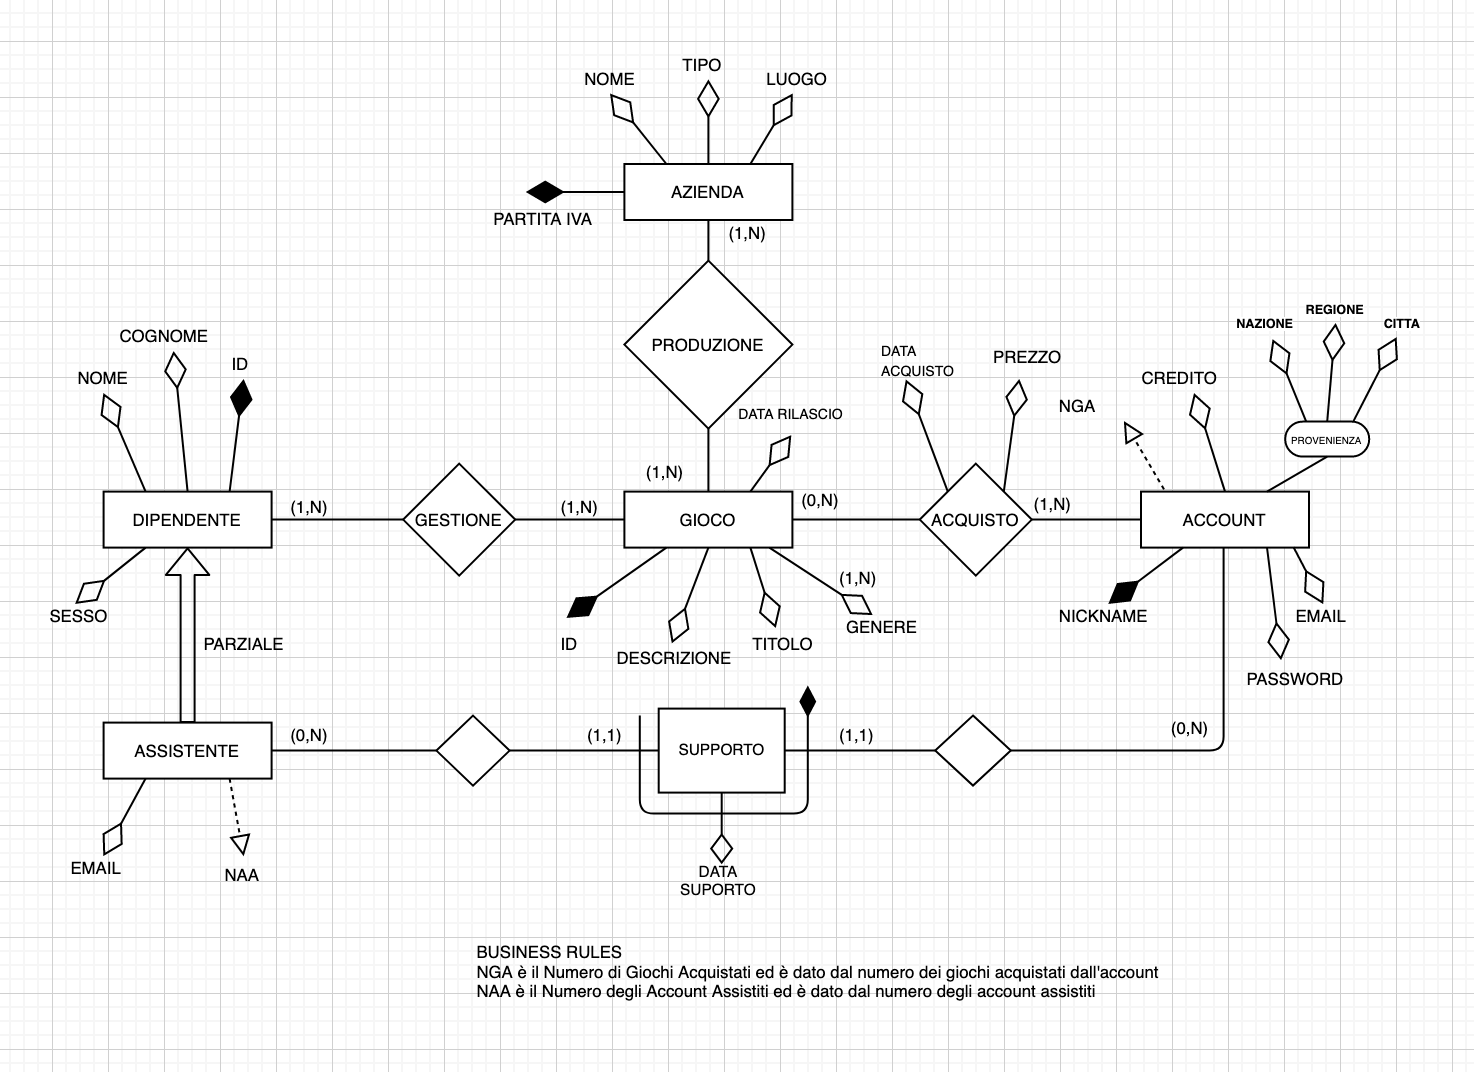 TIPO
NOME
LUOGO
AZIENDA
PARTITA IVA
(1,N)
PRODUZIONE
DATA RILASCIO
(1,N)
COGNOME
ID
NOME
DIPENDENTE
(1,N)
GESTIONE
(1,N)
GIOCO
(0,N)
ACQUISTO
(1,N)
ACCOUNT
DATA
ACQUISTO
PREZZO
NGA
CREDITO
NAZIONE
REGIONE
CITTA
PROVENIENZA
SESSO
PARZIALE
ID
DESCRIZIONE
TITOLO
(1,N)
GENERE
NICKNAME
EMAIL
PASSWORD
ASSISTENTE
(0,N)
(1,1)
SUPPORTO
(1,1)
(0,N)
EMAIL
NAA
DATA
SUPORTO
BUSINESS RULES
NGA è il Numero di Giochi Acquistati ed è dato dal numero dei giochi acquistati dall'account
NAA è il Numero degli Account Assistiti ed è dato dal numero degli account assistiti